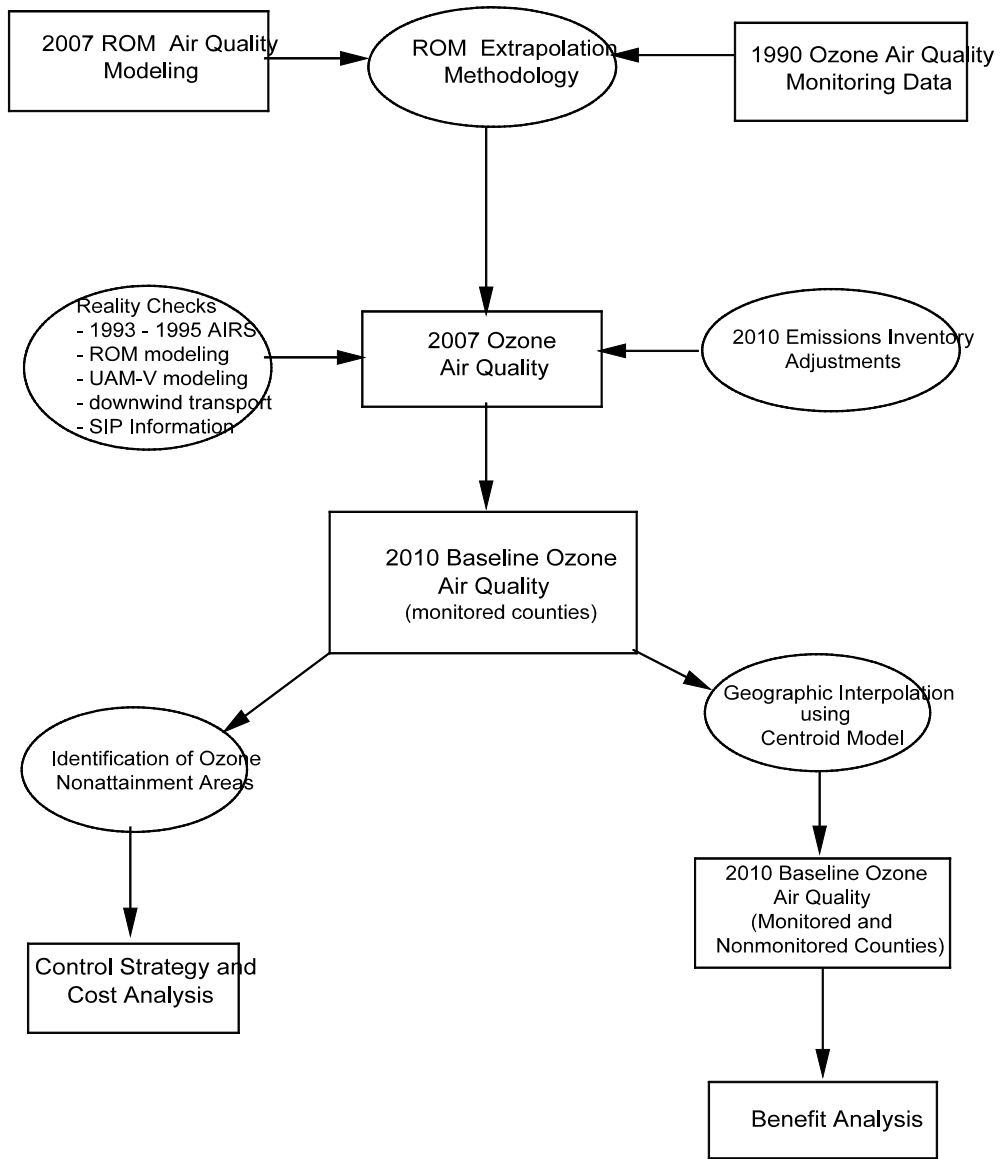 2007 ROM Air Quality
Modeling
ROM Extrapolation
Methodology
1990 Ozone Air Quality
Monitoring Data
Reality Checks
- 1993 - 1995 AIRS
- ROM modeling
- UAM-V modeling
- downwind transport
- SIP Information
2007 Ozone
Air Quality
2010 Emissions Inventory
Adjustments
2010 Baseline Ozone
Air Quality
(monitored counties)
Identification of Ozone
Nonattainment Areas
Geographic Interpolation
using
Centroid Model
Control Strategy and
Cost Analysis
2010 Baseline Ozone
Air Quality
(Monitored and
Nonmonitored Counties)
Benefit Analysis